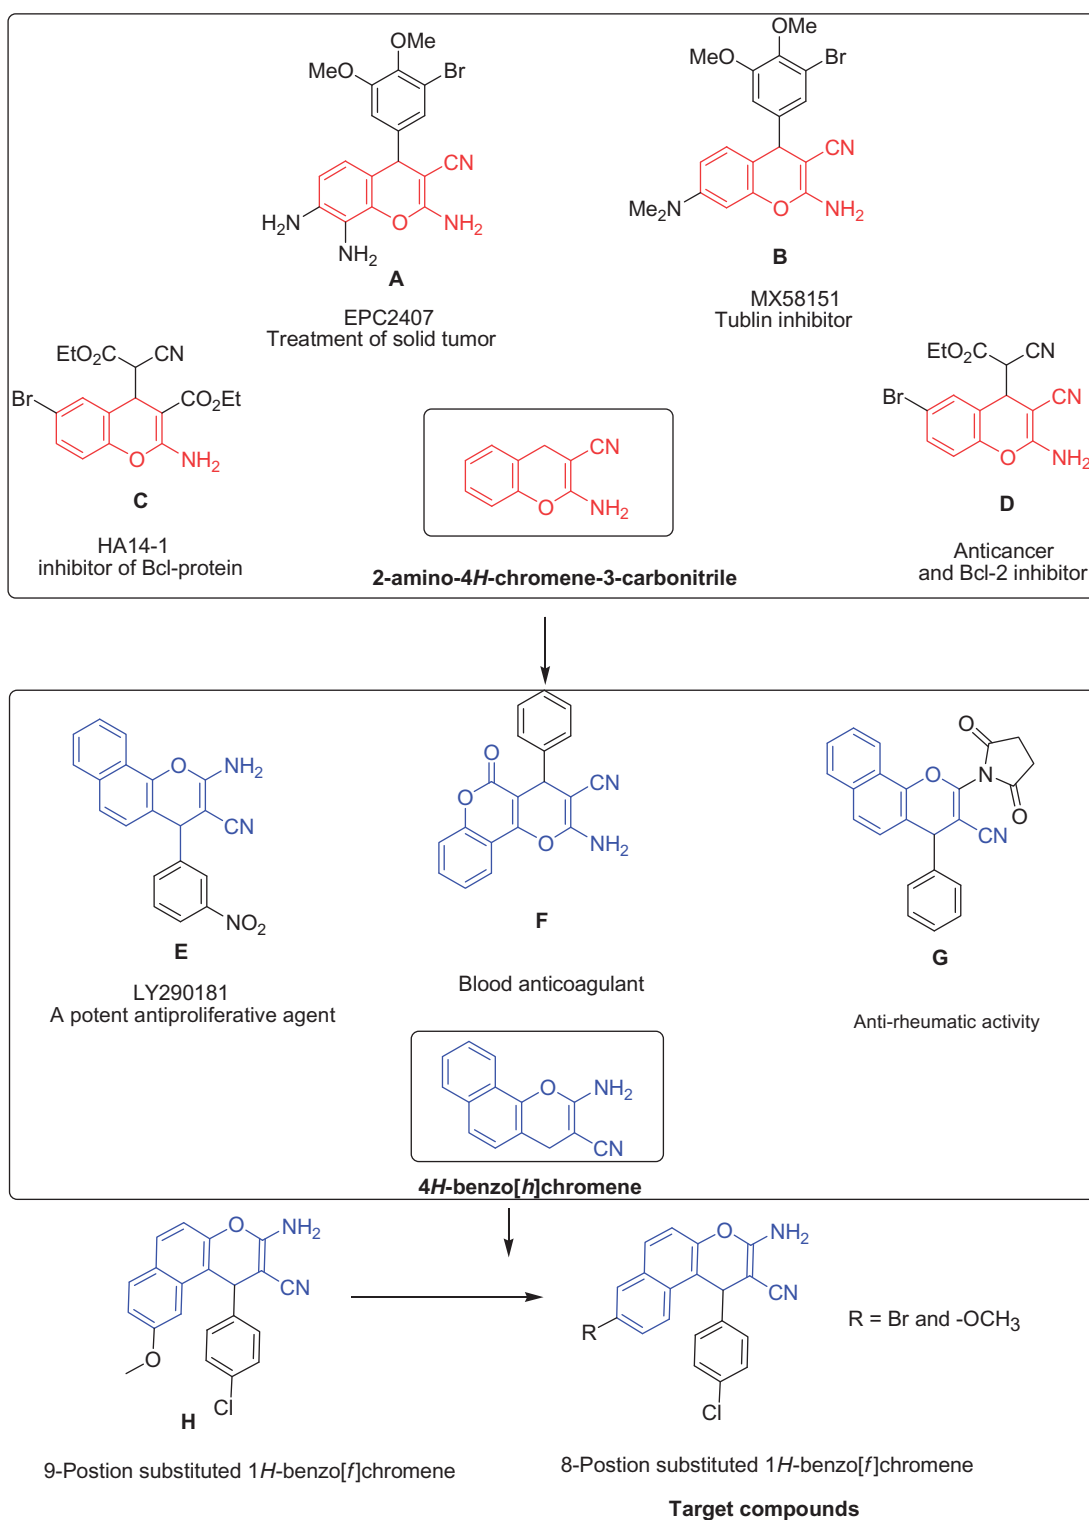 OMe
MeO
Br
CN
H2N
O
NH2
NH2
A
EPC2407
Treatment of solid tumor
OMe
MeO
Br
CN
Me2N
O
NH2
B
MX58151
Tublin inhibitor
EtO2C
CN
Br
CO2Et
O
NH2
C
HA14-1
inhibitor of Bcl-protein
CN
O
NH2
2-amino-4H-chromene-3-carbonitrile
EtO2C
CN
Br
CN
O
NH2
D
Anticancer
and Bcl-2 inhibitor
O
NH2
CN
NO2
E
LY290181
A potent antiproliferative agent
O
CN
O
O
NH2
F
Blood anticoagulant
O
O
N
O
CN
G
Anti-rheumatic activity
O
NH2
CN
4H-benzo[h]chromene
O
NH2
CN
O
Cl
H
9-Postion substituted 1H-benzo[f]chromene
O
NH2
CN
R
Cl
R = Br and -OCH3
8-Postion substituted 1H-benzo[f]chromene
Target compounds